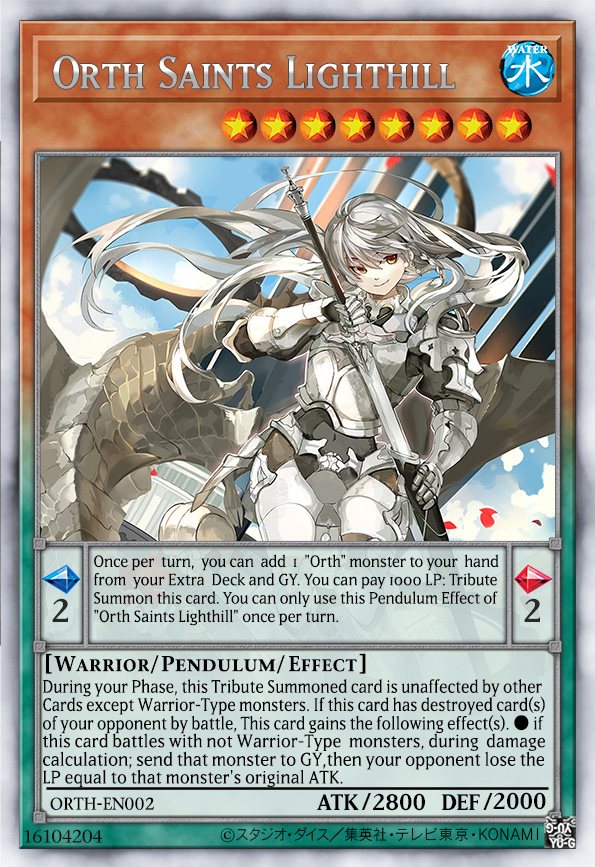 Orth Saints Lighthill
WATER
水
Once per turn, you can add 1 "Orth" monster to your hand
from your Extra Deck and GY. You can pay 1000 LP: Tribute
Summon this card. You can only use this Pendulum Effect of
"Orth Saints Lighthill" once per turn.
2
2
[Warrior/Pendulum/Effect]
During your Phase, this Tribute Summoned card is unaffected by other
Cards except Warrior-Type monsters. If this card has destroyed card(s)
of your opponent by battle, This card gains the following effect(s). ● if
this card battles with not Warrior-Type monsters, during damage
calculation; send that monster to GY,then your opponent lose the
LP equal to that monster's original ATK.
ORTH-EN002
ATK/2800 DEF/2000
16104204
©スタジオ・ダイス／集英社・テレビ東京・KONAMI